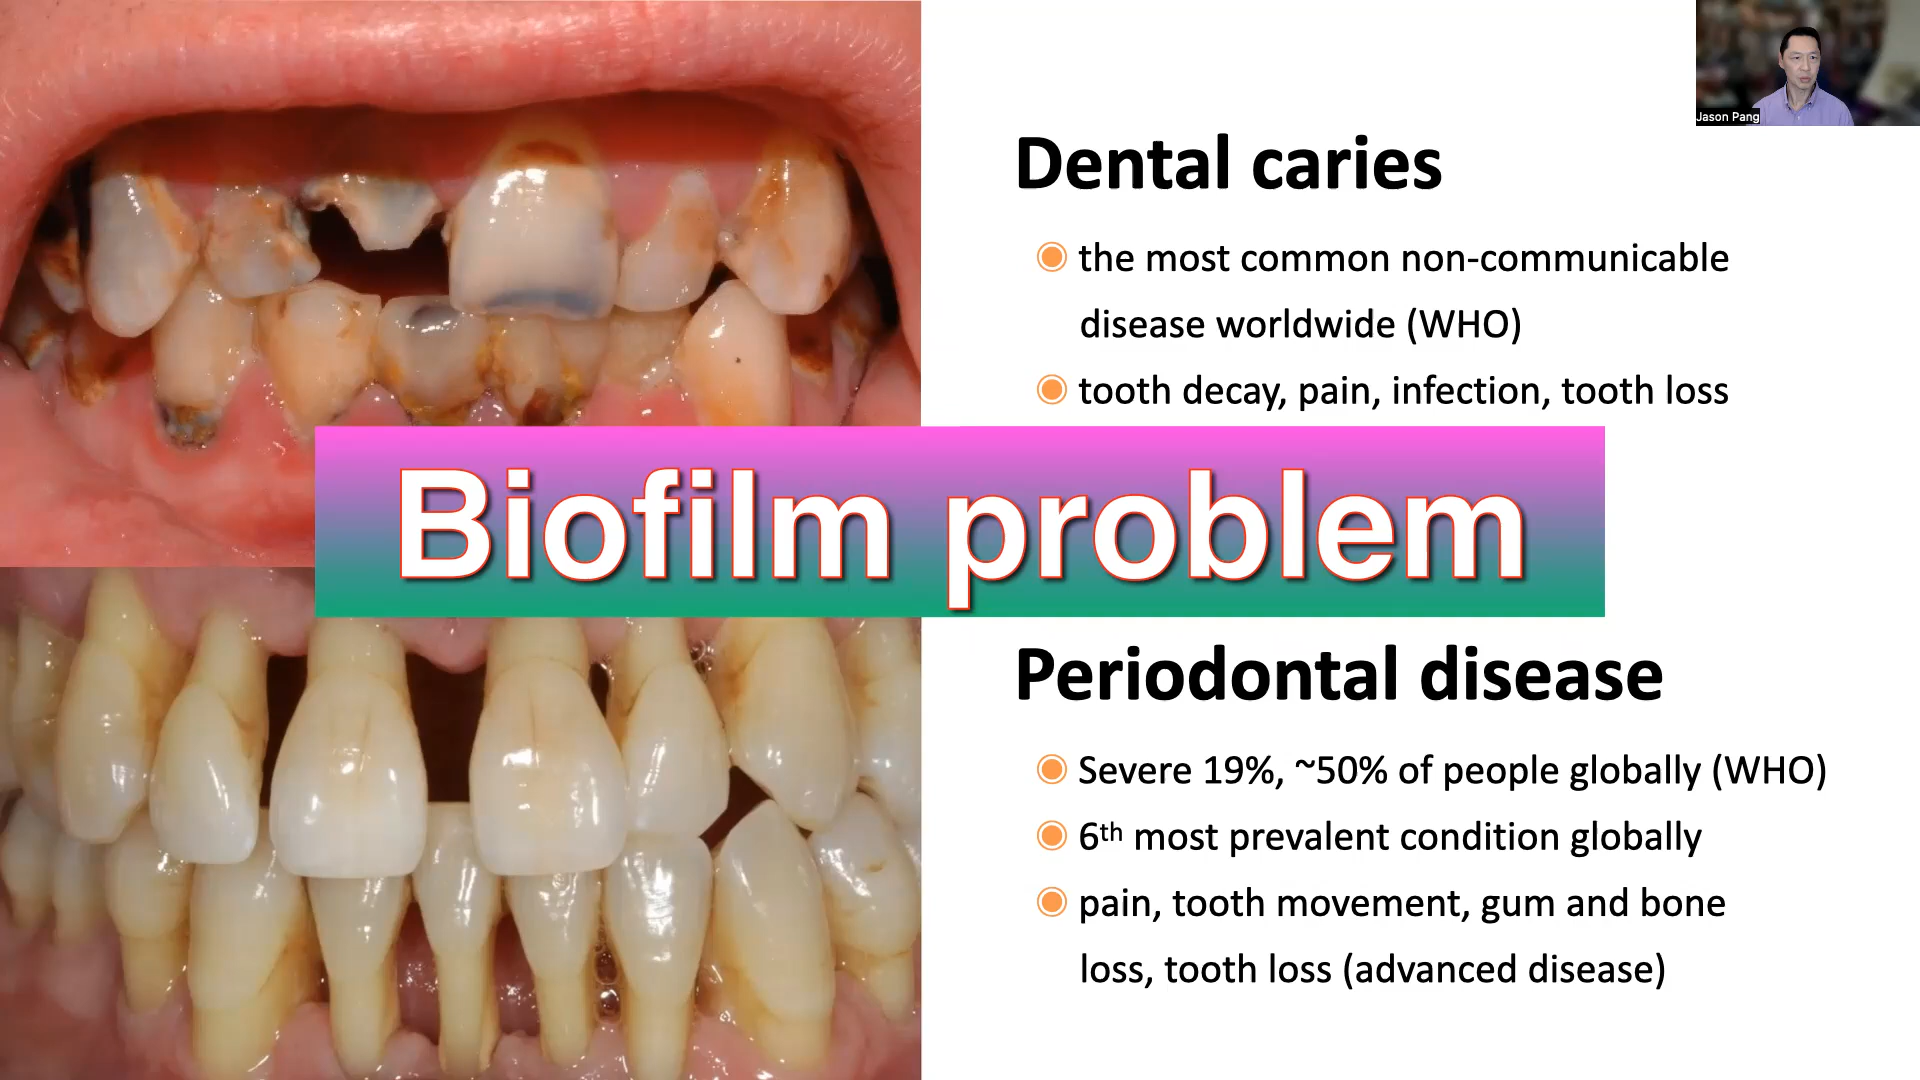 Jason Pang
Dental caries
the most common non-communicable
disease worldwide (WHO)
tooth decay, pain, infection, tooth loss
Biofilm problem
Periodontal disease
Severe 19%, ~50% of people globally (WHO)
6th most prevalent condition globally
pain, tooth movement, gum and bone
loss, tooth loss (advanced disease)